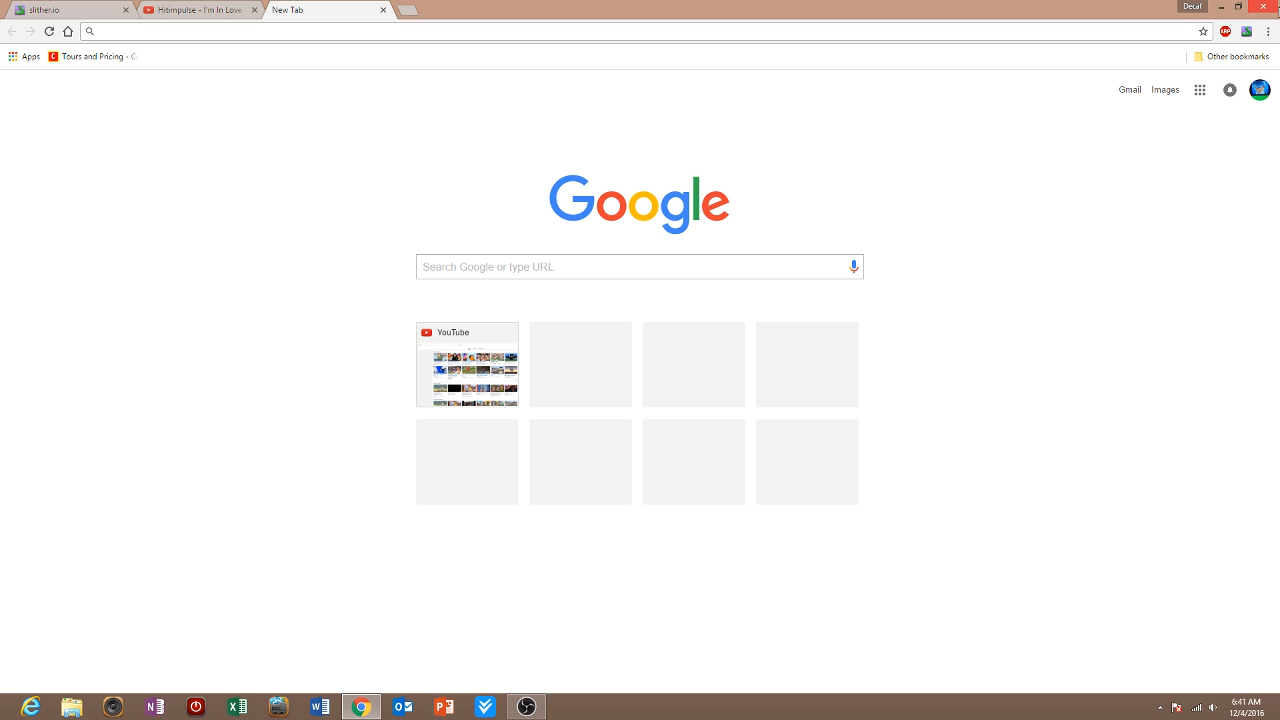 slither.io
Hitimpulse - I'm In Love
New Tab
Decaf
Apps
Tours and Pricing - C
Other bookmarks
Gmail
Images
Google
Search Google or type URL
YouTube
6:41 AM
12/4/2016